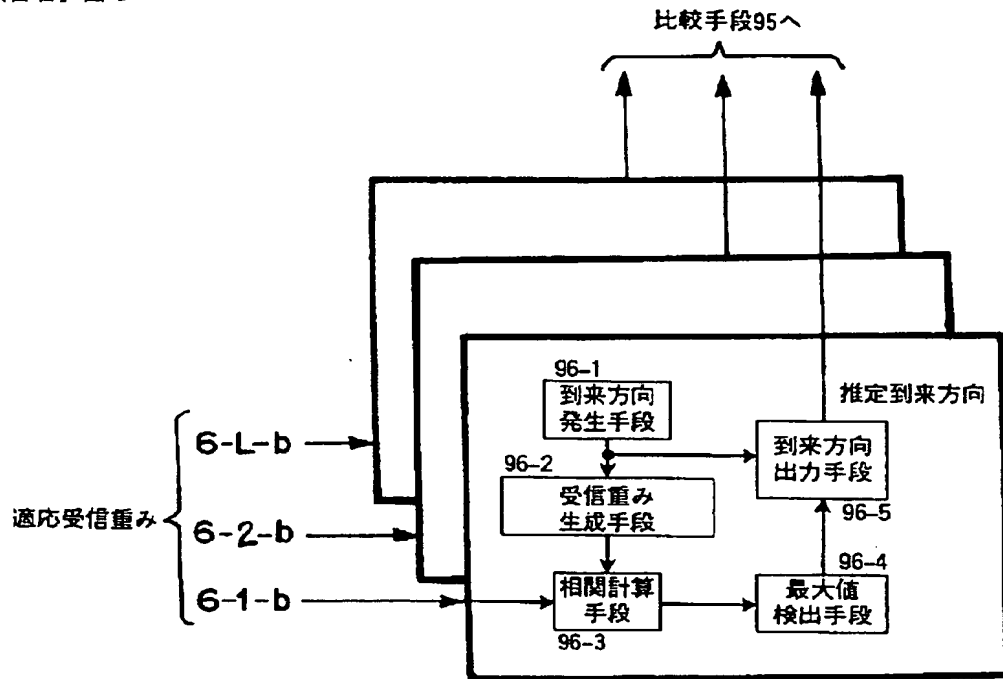 比較手段95へ
96-1
到来方向
発生手段
推定到来方向
到来方向
出力手段
96-2
受信重み
生成手段
96-5
適応受信重み
6-L-b
6-2-b
6-1-b
相関計算
手段
96-3
96-4
最大値
検出手段